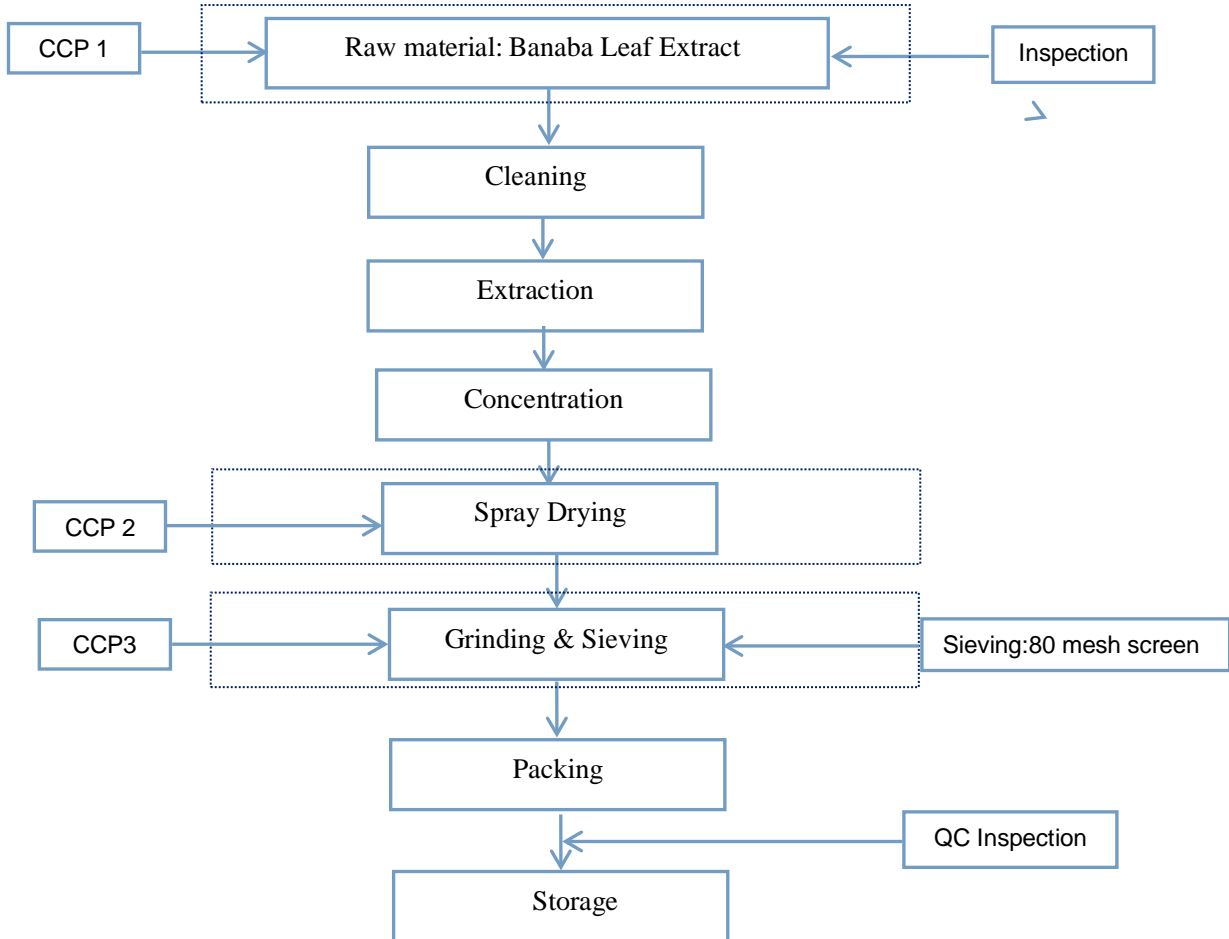 CCP 1
Raw material: Banaba Leaf Extract
Inspection
Cleaning
Extraction
Concentration
CCP 2
Spray Drying
CCP3
Grinding & Sieving
Sieving:80 mesh screen
Packing
QC Inspection
Storage